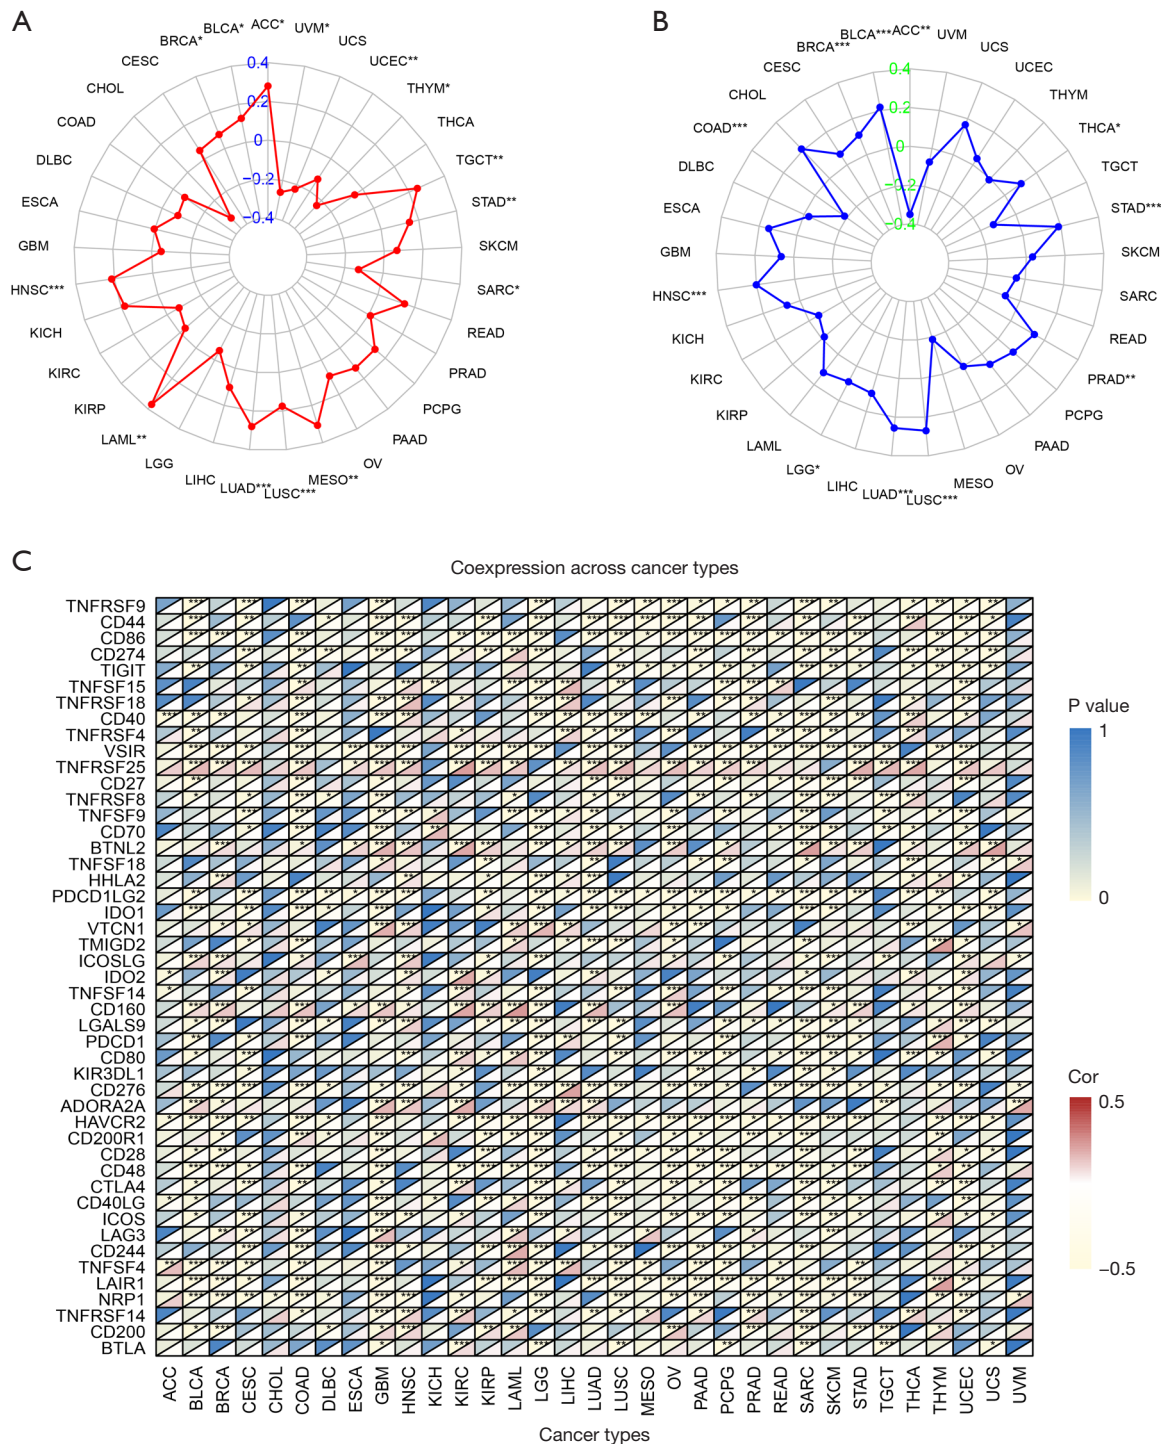 A
ACC*
UVM*
UCS
UCEC**
THYM*
THCA
TGCT**
STAD**
SKCM
SARC*
READ
PRAD
PCPG
PAAD
OV
MESO**
LUSC***
LUAD***
LIHC
LGG
LAML**
KIRP
KIRC
KICH
HNSC***
GBM
ESCA
DLBC
COAD
CHOL
CESC
BRCA*
BLCA*
0.4
0.2
0
−0.2
−0.4
B
ACC**
UVM
UCS
UCEC
THYM
THCA*
TGCT
STAD***
SKCM
SARC
READ
PRAD**
PCPG
PAAD
OV
MESO
LUSC***
LUAD***
LIHC
LGG*
LAML
KIRP
KIRC
KICH
HNSC***
GBM
ESCA
DLBC
COAD***
CHOL
CESC
BRCA***
BLCA***
0.4
0.2
0
−0.2
−0.4
C
Coexpression across cancer types
TNFRSF9
CD44
CD86
CD274
TIGIT
TNFSF15
TNFRSF18
CD40
TNFRSF4
VSIR
TNFRSF25
CD27
TNFRSF8
TNFSF9
CD70
BTNL2
TNFSF18
HHLA2
PDCD1LG2
IDO1
VTCN1
TMIGD2
ICOSLG
IDO2
TNFSF14
CD160
LGALS9
PDCD1
CD80
KIR3DL1
CD276
ADORA2A
HAVCR2
CD200R1
CD28
CD48
CTLA4
CD40LG
ICOS
LAG3
CD244
TNFSF4
LAIR1
NRP1
TNFRSF14
CD200
BTLA
ACC
BLCA
BRCA
CESC
CHOL
COAD
DLBC
ESCA
GBM
HNSC
KICH
KIRC
KIRP
LAML
LGG
LIHC
LUAD
LUSC
MESO
OV
PAAD
PCPG
PRAD
READ
SARC
SKCM
STAD
TGCT
THCA
THYM
UCEC
UCS
UVM
Cancer types
P value
1
0
Cor
0.5
−0.5